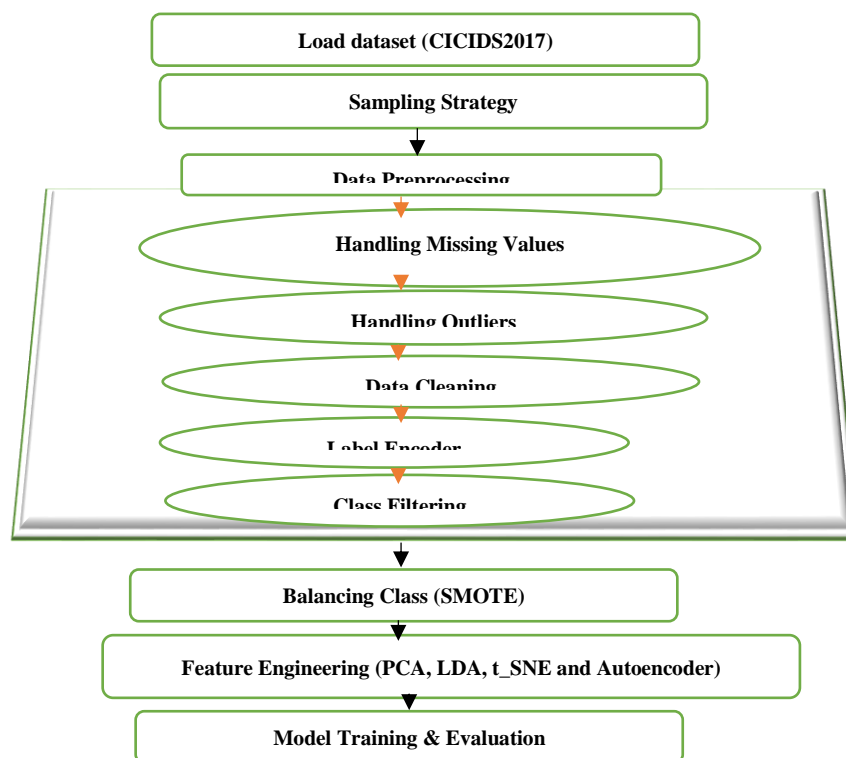 Load dataset (CICIDS2017)
Sampling Strategy
Data Preprocessing
Handling Missing Values
Handling Outliers
Data Cleaning
Label Encoder
Class Filtering
Balancing Class (SMOTE)
Feature Engineering (PCA, LDA, t_SNE and Autoencoder)
Model Training & Evaluation